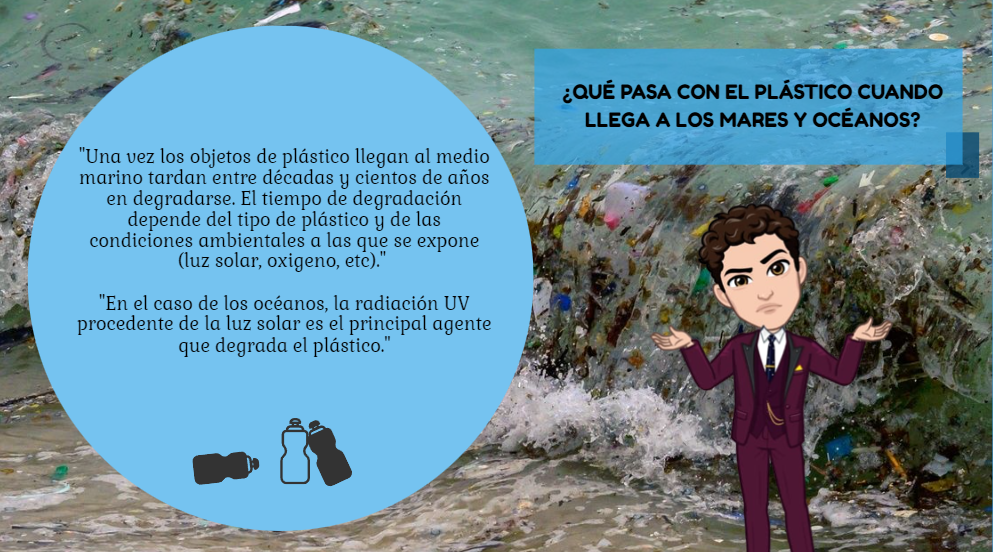 ¿QUÉ PASA CON EL PLÁSTICO CUANDO
LLEGA A LOS MARES Y OCÉANOS?
"Una vez los objetos de plástico llegan al medio
marino tardan entre décadas y cientos de años
en degradarse. El tiempo de degradación
depende del tipo de plástico y de las
condiciones ambientales a las que se expone
(luz solar, oxigeno, etc)."
"En el caso de los océanos, la radiación UV
procedente de la luz solar es el principal agente
que degrada el plástico."